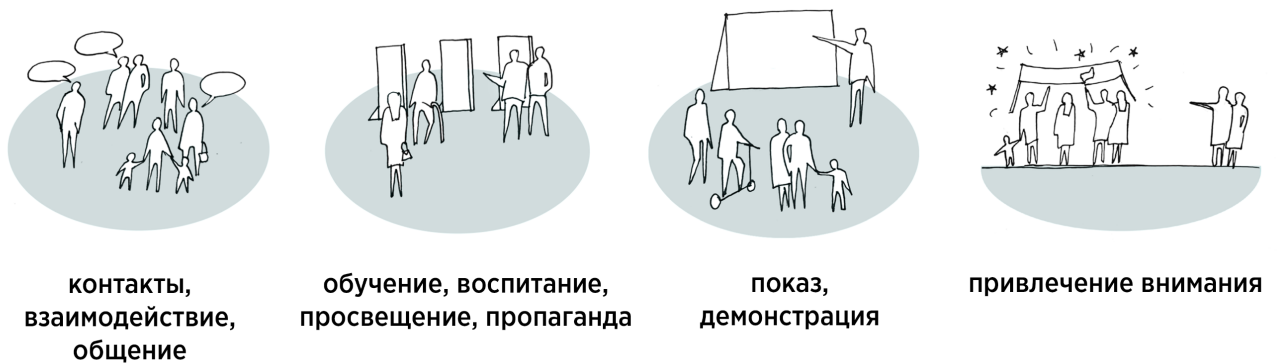 контакты,
взаимодействие,
общение
обучение, воспитание,
просвещение, пропаганда
показ,
демонстрация
привлечение внимания